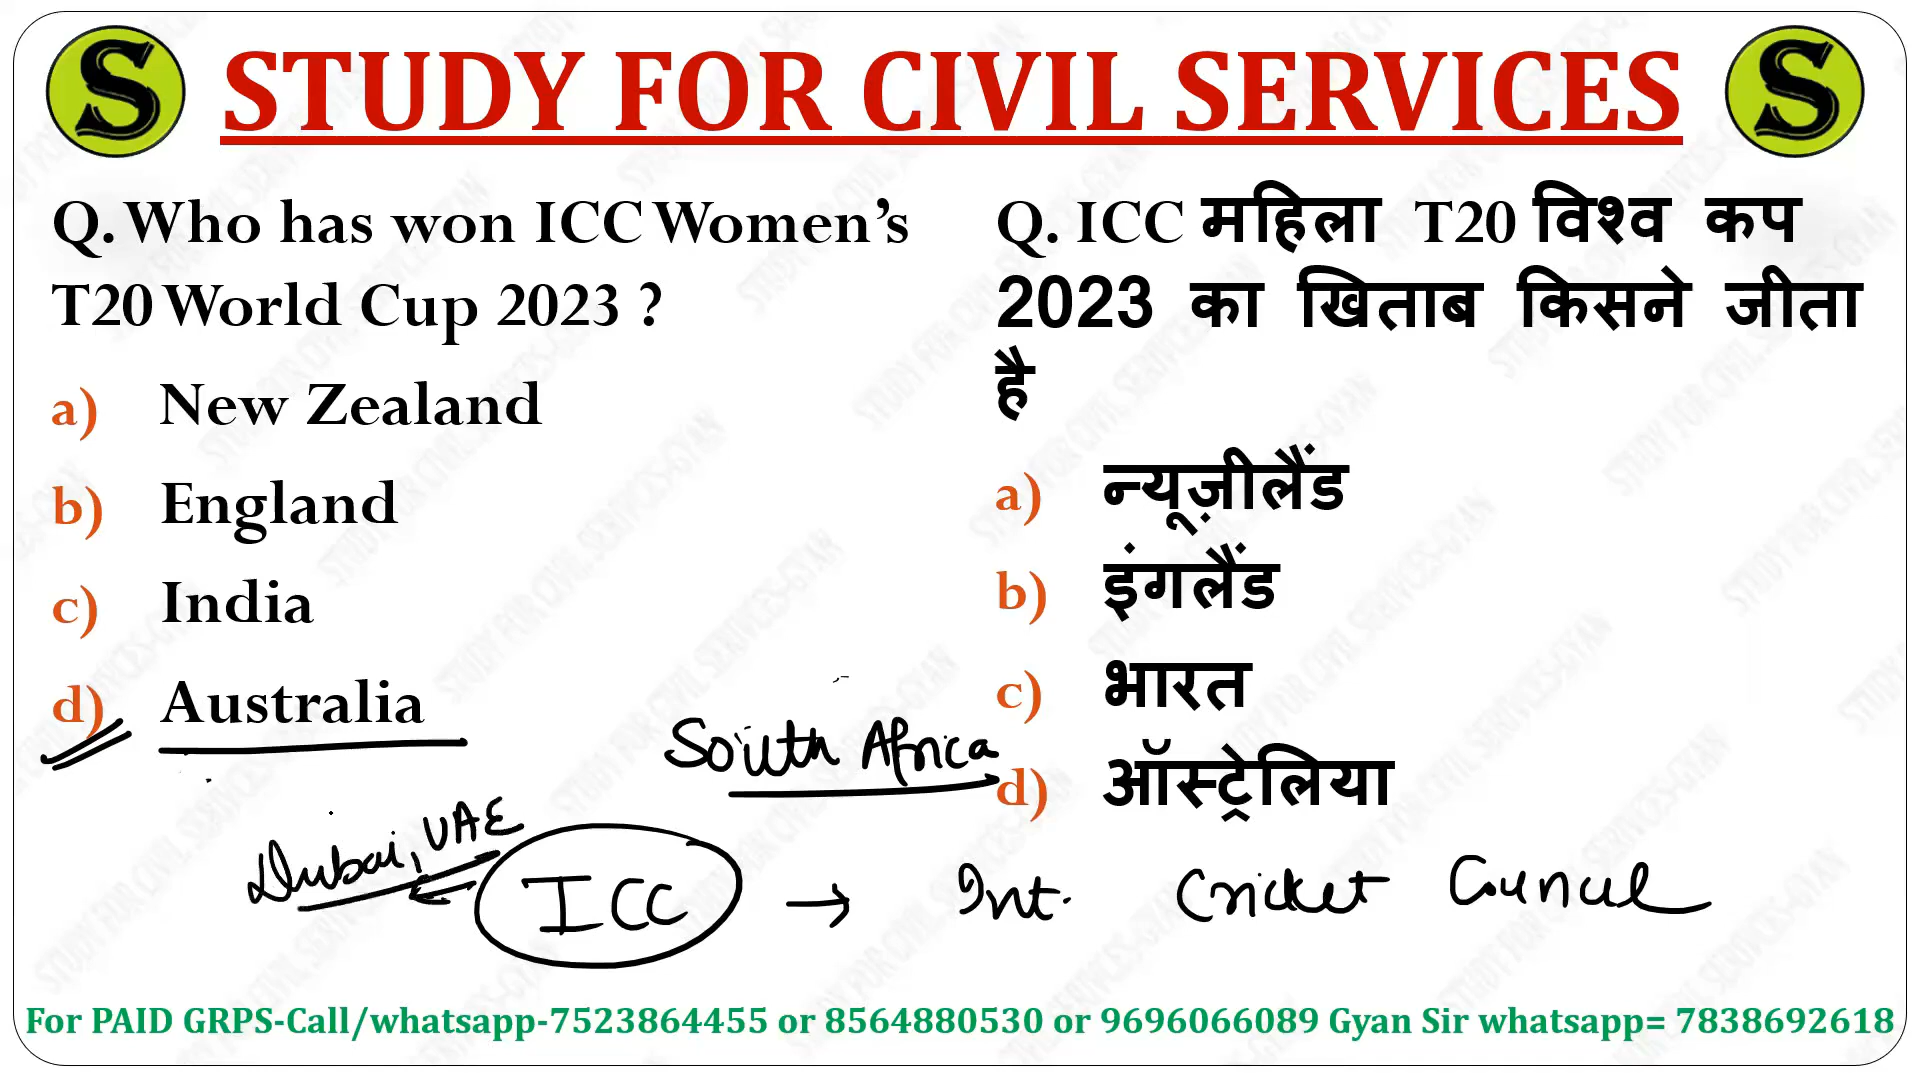 S STUDY FOR CIVIL SERVICES S
Q. Who has won ICC Women's
T20 World Cup 2023 ?
a) New Zealand
b) England
c) India
d) Australia
Q. ICC महिला T20 विश्व कप
2023 का खिताब किसने जीता
है
a) न्यूज़ीलैंड
b) इंगलैंड
c) भारत
d) ऑस्ट्रेलिया
South Africa
Dubai, UAE
ICC → Int. Cricket Council
For PAID GRPS-Call/whatsapp-7523864455 or 8564880530 or 9696066089 Gyan Sir whatsapp= 7838692618